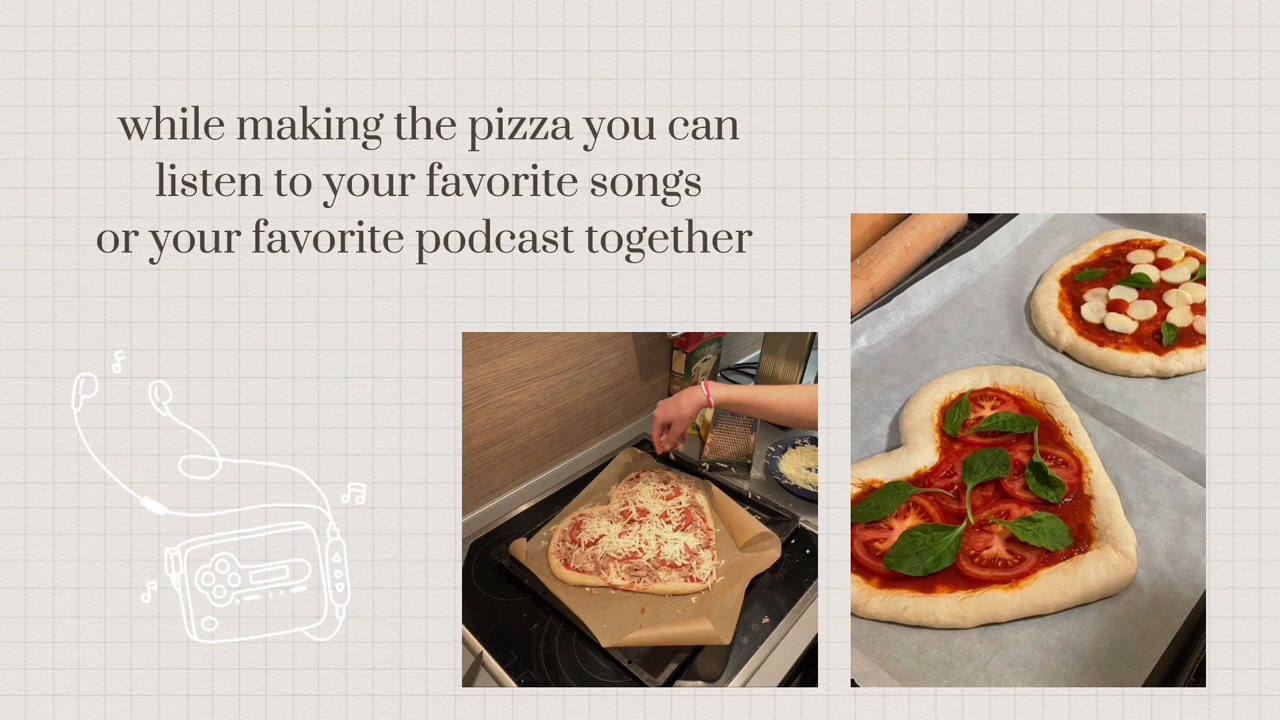 while making the pizza you can
listen to your favorite songs
or your favorite podcast together